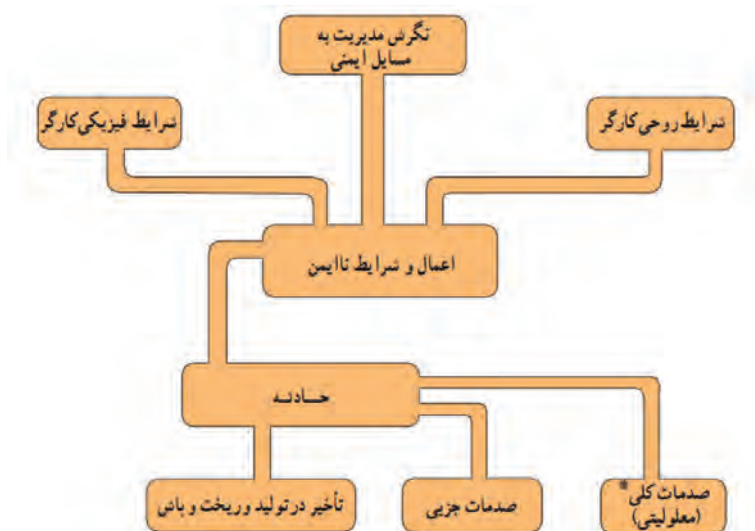 نگرش مدیریت به
مسایل ایمنی
شرایط روحی کارگر
شرایط فیزیکی کارگر
اعمال و شرایط ناایمن
حادثه
صدمات کلی*
(معلولیتی)
صدمات جزیی
تأخیر در تولید و ریخت و پاش